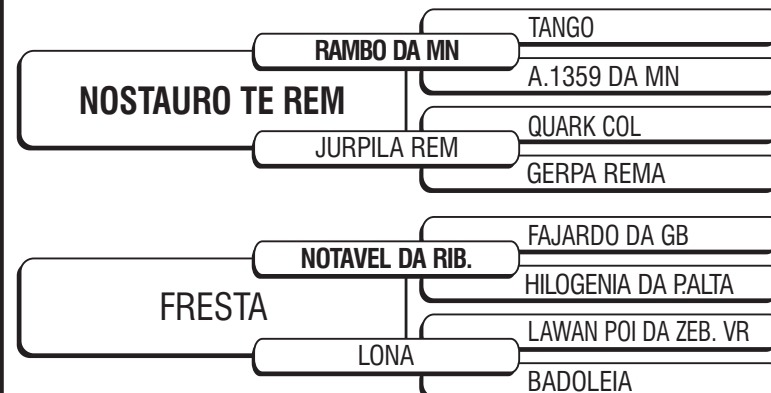 TANGO
RAMBO DA MN
A.1359 DA MN
NOSTAURO TE REM
QUARK COL
JURPILA REM
GERPA REMA
FAJARDO DA GB
NOTAVEL DA RIB.
HILOGENIA DA P.ALTA
FRESTA
LAWAN POI DA ZEB. VR
LONA
BADOLEIA